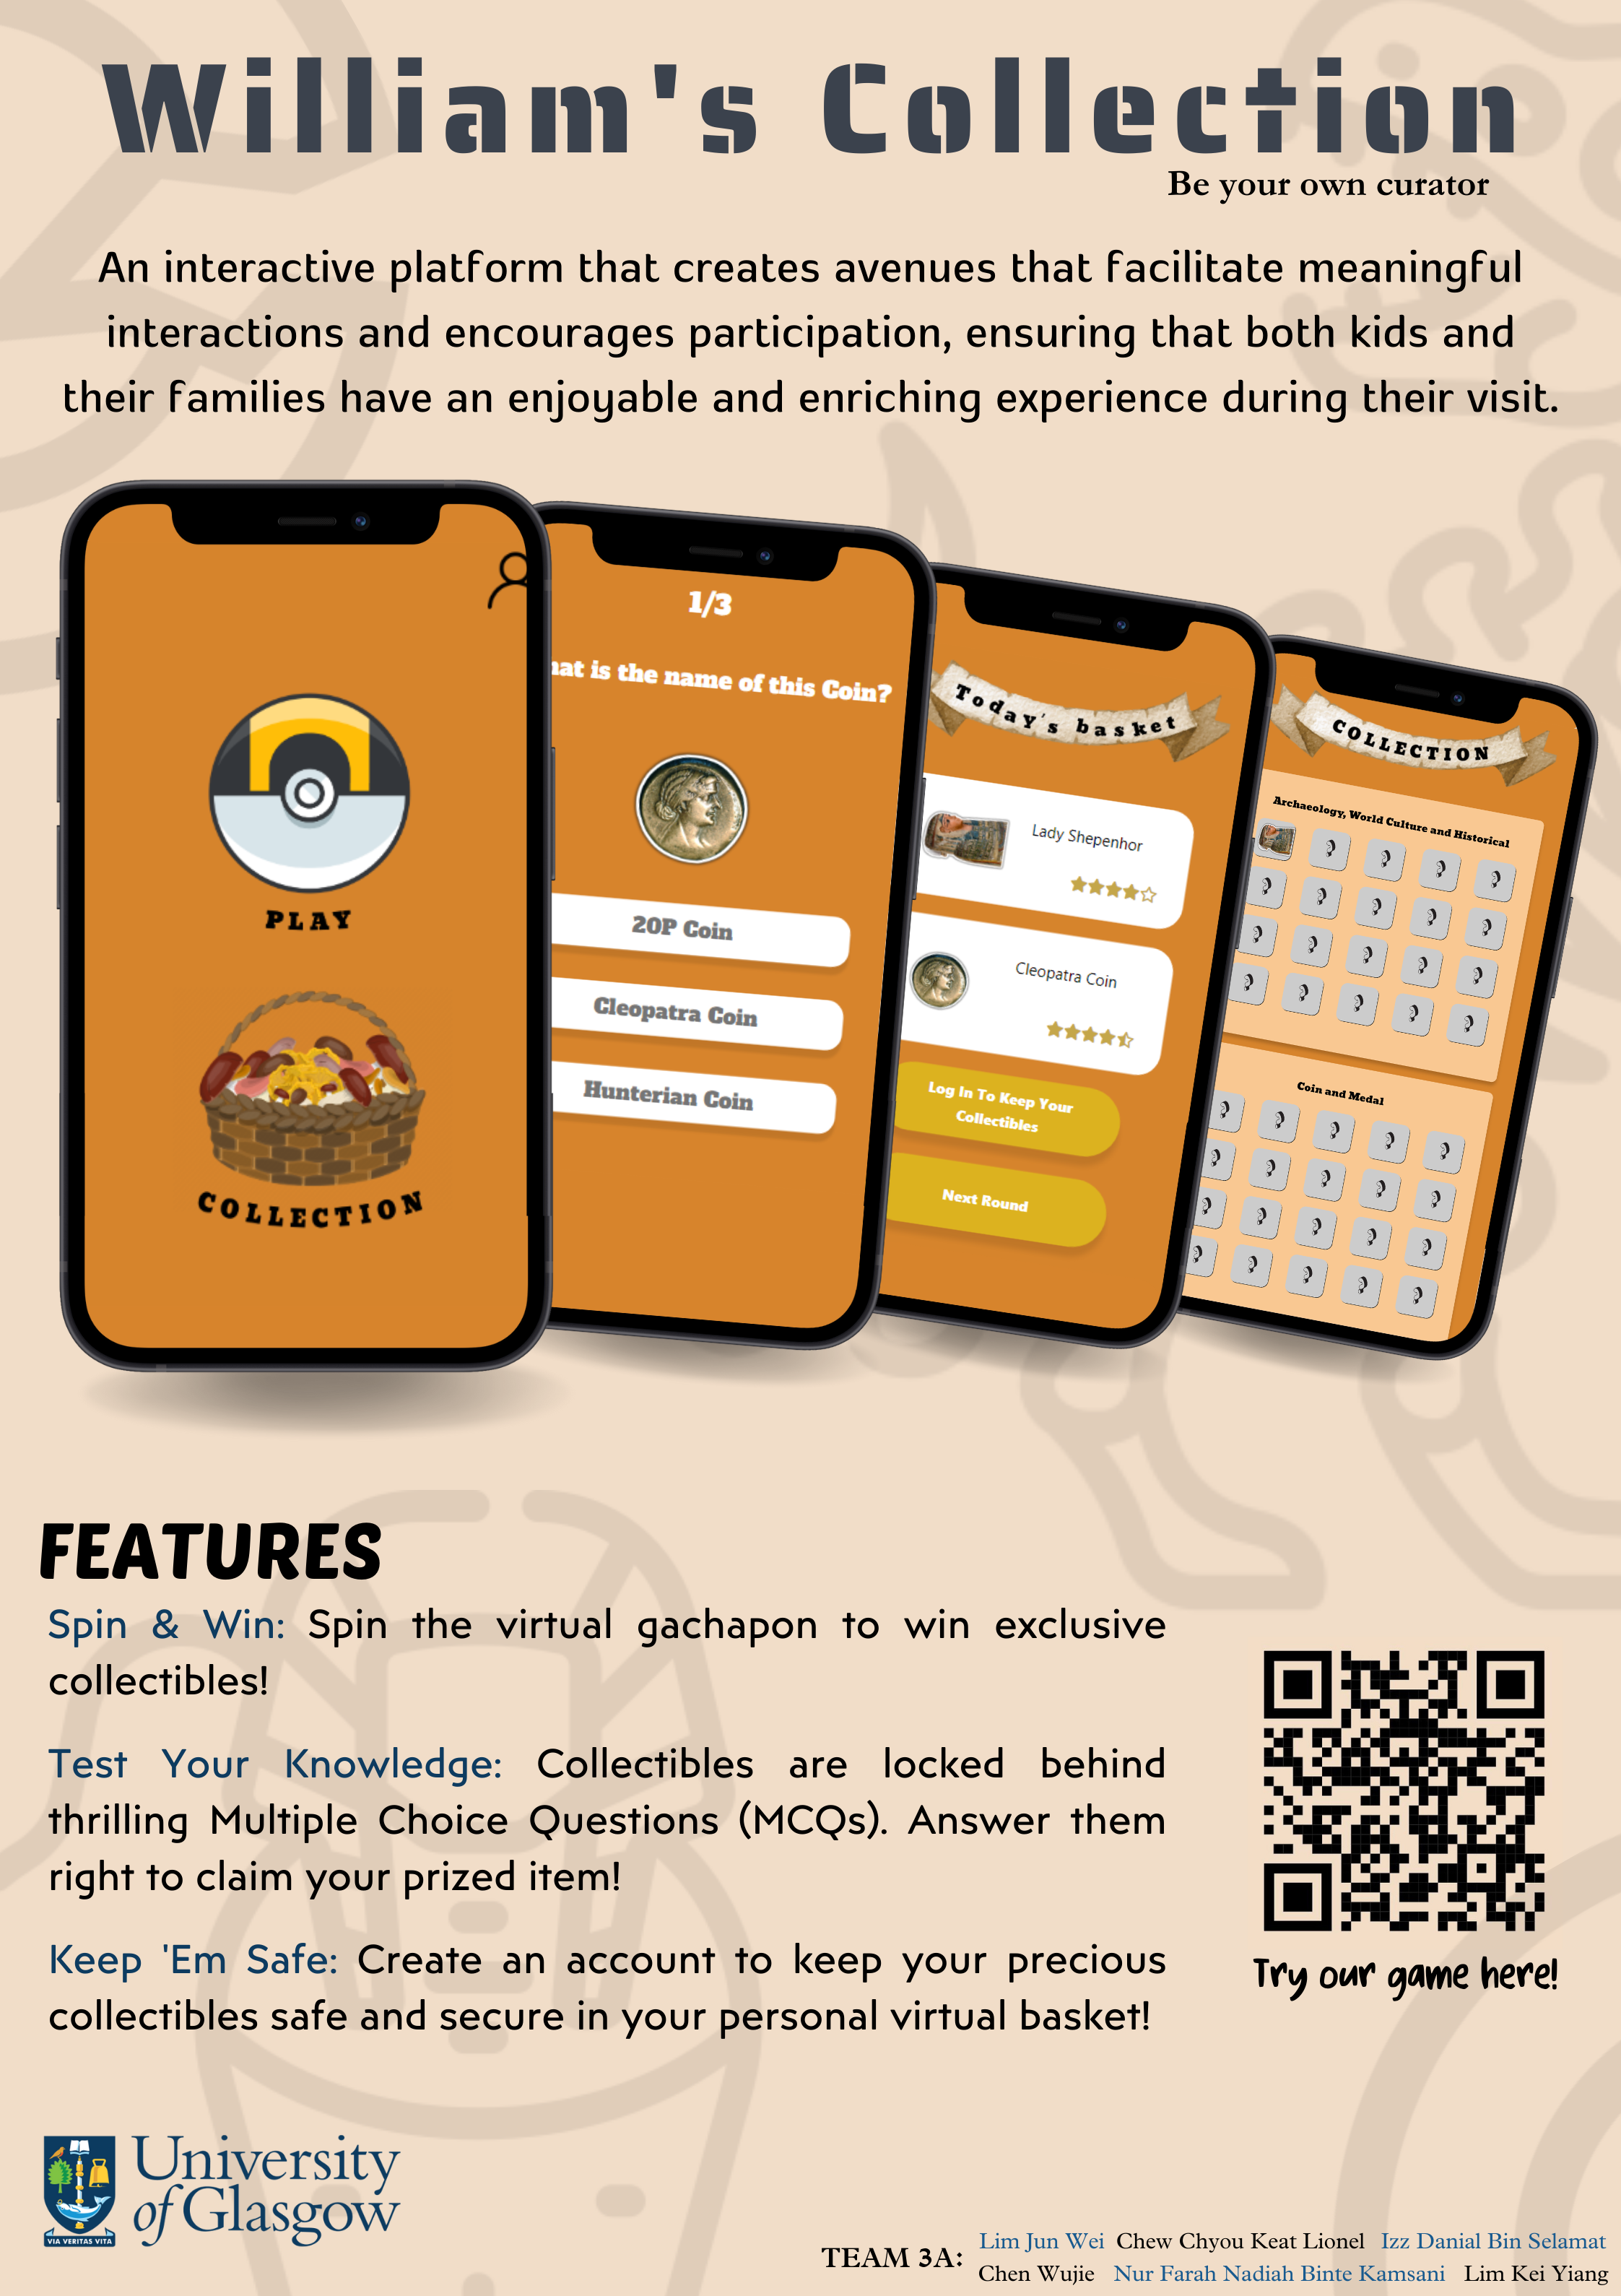 William's Collection
Be your own curator
An interactive platform that creates avenues that facilitate meaningful
interactions and encourages participation, ensuring that both kids and
their families have an enjoyable and enriching experience during their visit.
PLAY
COLLECTION
1/3
hat is the name of this Coin?
20P Coin
Cleopatra Coin
Hunterian Coin
Today's basket
Lady Shepenhor
Cleopatra Coin
Log In To Keep Your
Collectibles
Next Round
COLLECTION
Archaeology, World Culture and Historical
? ? ? ?
? ? ? ? ?
? ? ? ? ?
? ? ? ? ?
Coin and Medal
? ? ? ? ?
? ? ? ? ?
? ? ? ? ?
? ? ? ? ?
FEATURES
Spin & Win: Spin the virtual gachapon to win exclusive
collectibles!
Test Your Knowledge: Collectibles are locked behind
thrilling Multiple Choice Questions (MCQs). Answer them
right to claim your prized item!
Keep 'Em Safe: Create an account to keep your precious
collectibles safe and secure in your personal virtual basket!
Try our game here!
University
of Glasgow
VIA VERITAS VITA
TEAM 3A: Lim Jun Wei Chew Chyou Keat Lionel Izz Danial Bin Selamat
Chen Wujie Nur Farah Nadiah Binte Kamsani Lim Kei Yiang